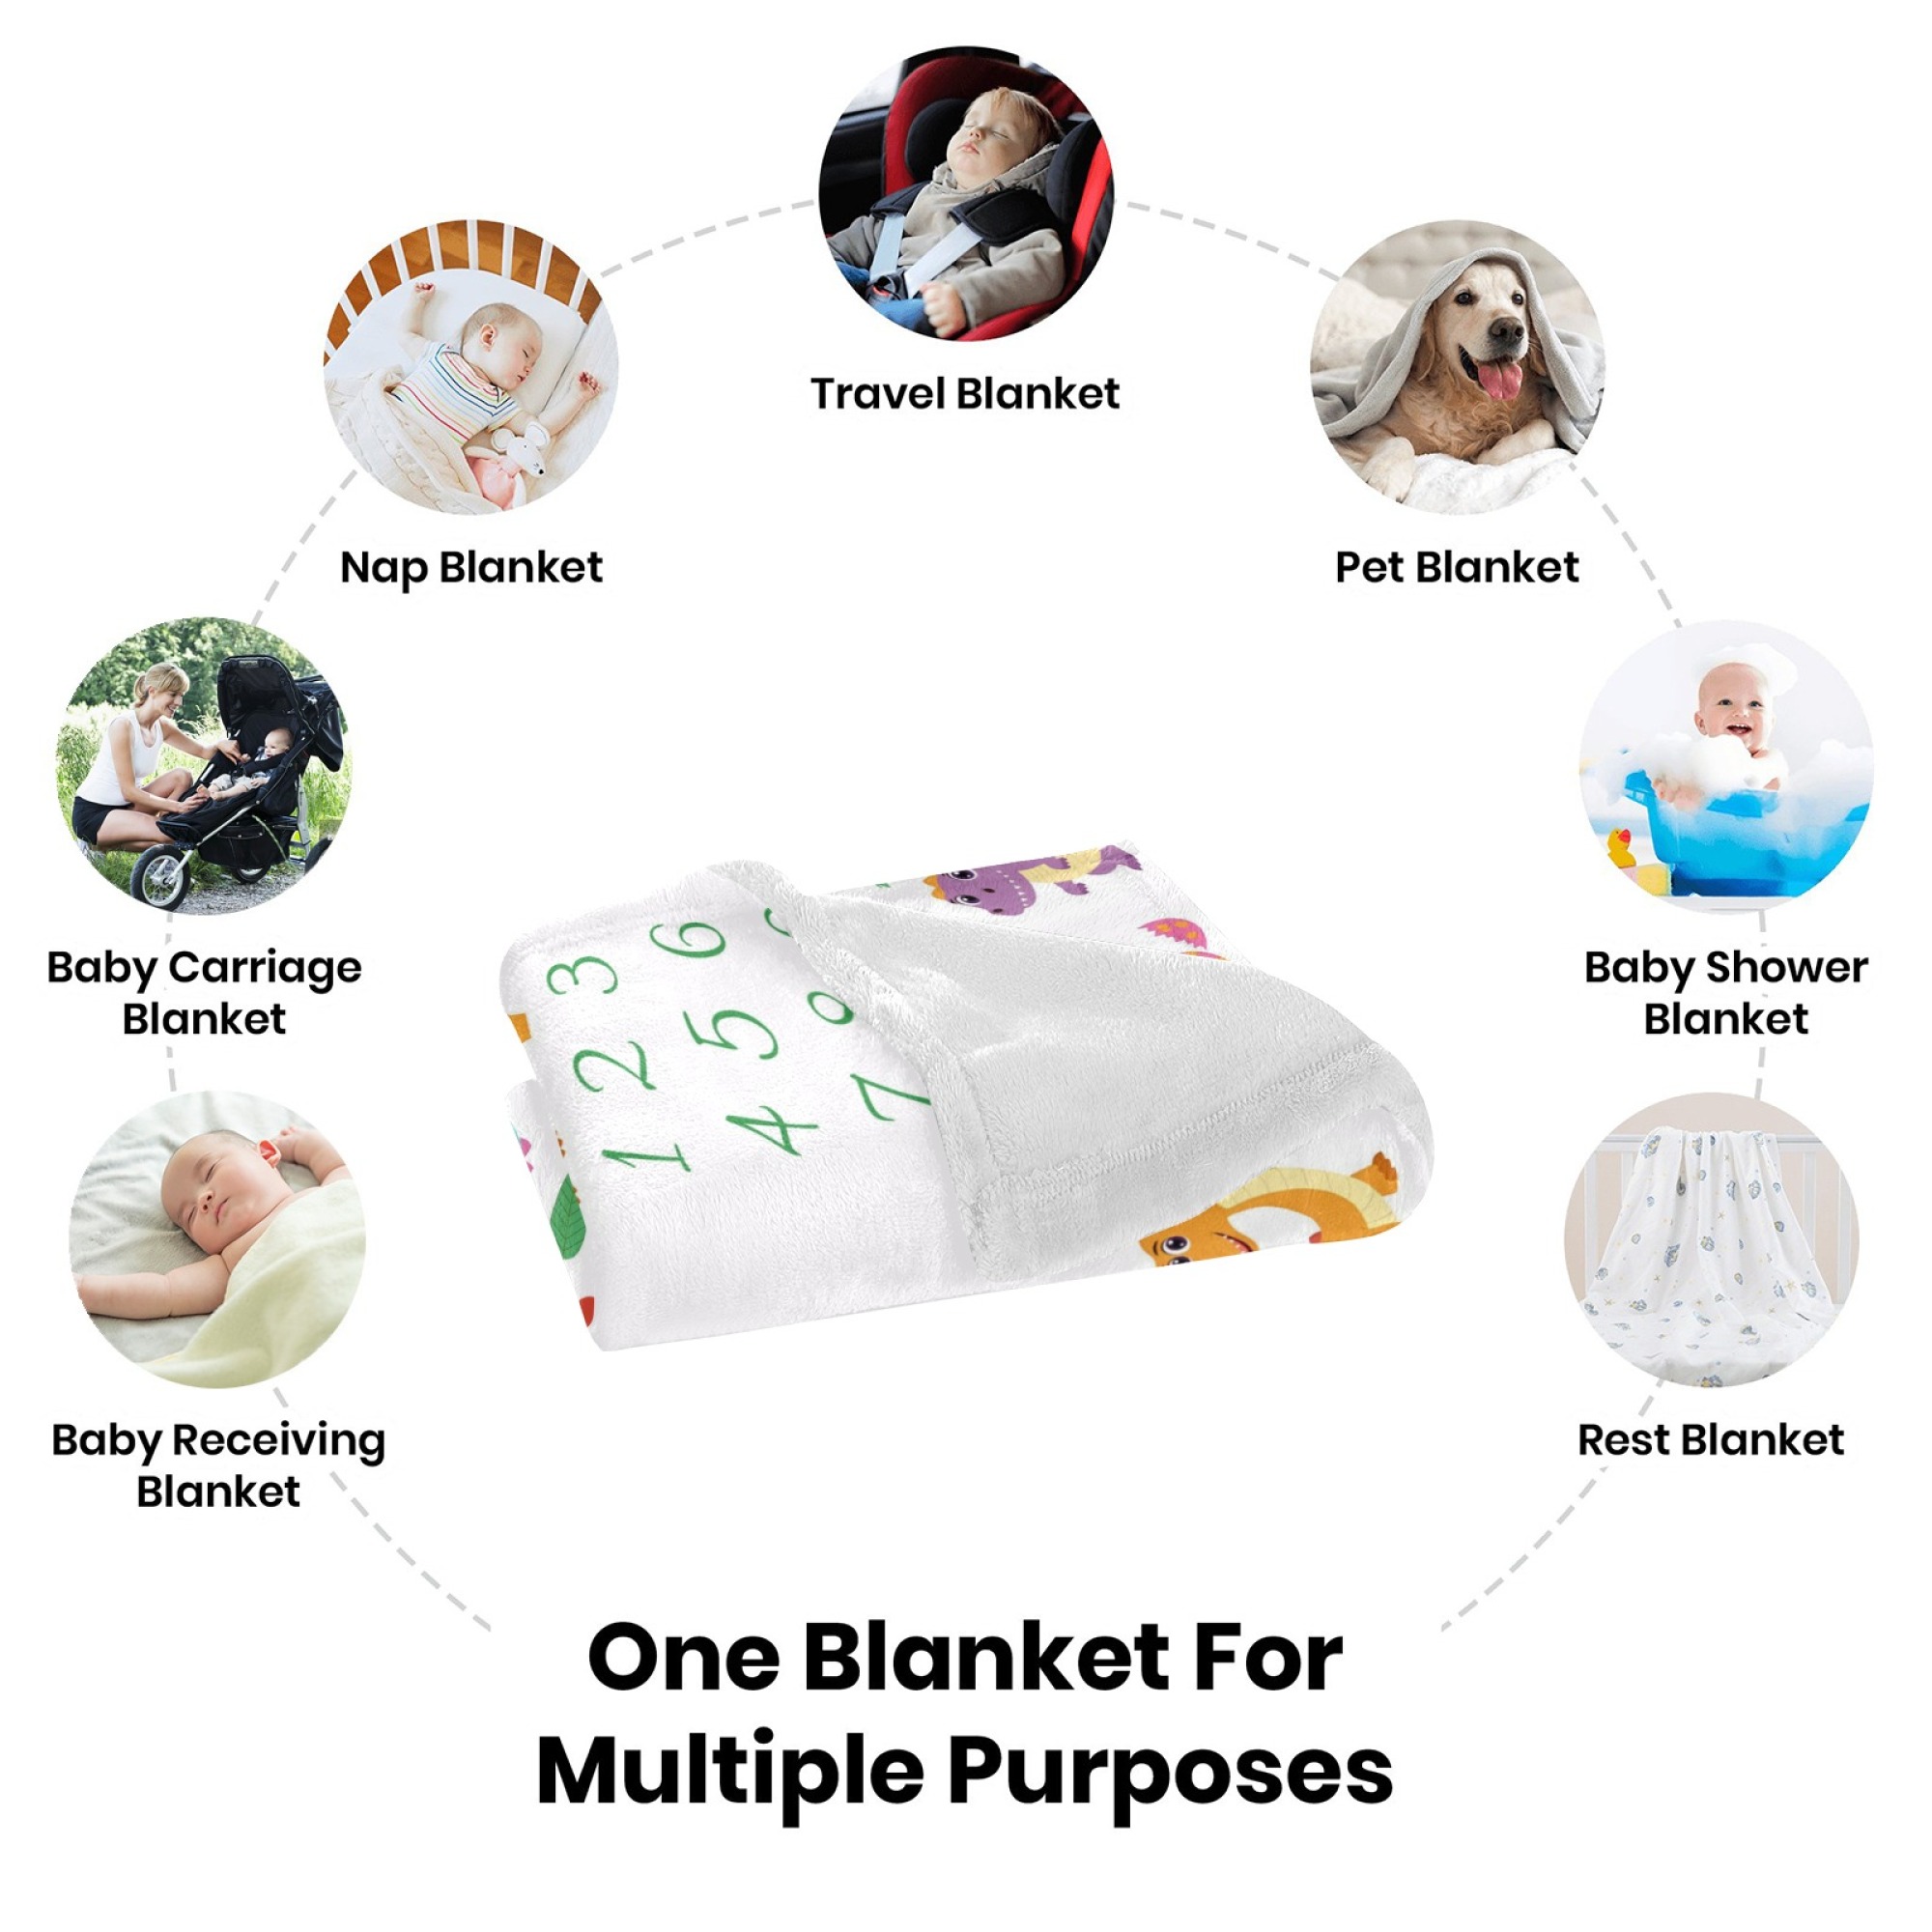 Travel Blanket
Nap Blanket
Pet Blanket
Baby Carriage
Blanket
Baby Shower
Blanket
3 6
2 5
1 4 7
Baby Receiving
Blanket
Rest Blanket
One Blanket For
Multiple Purposes